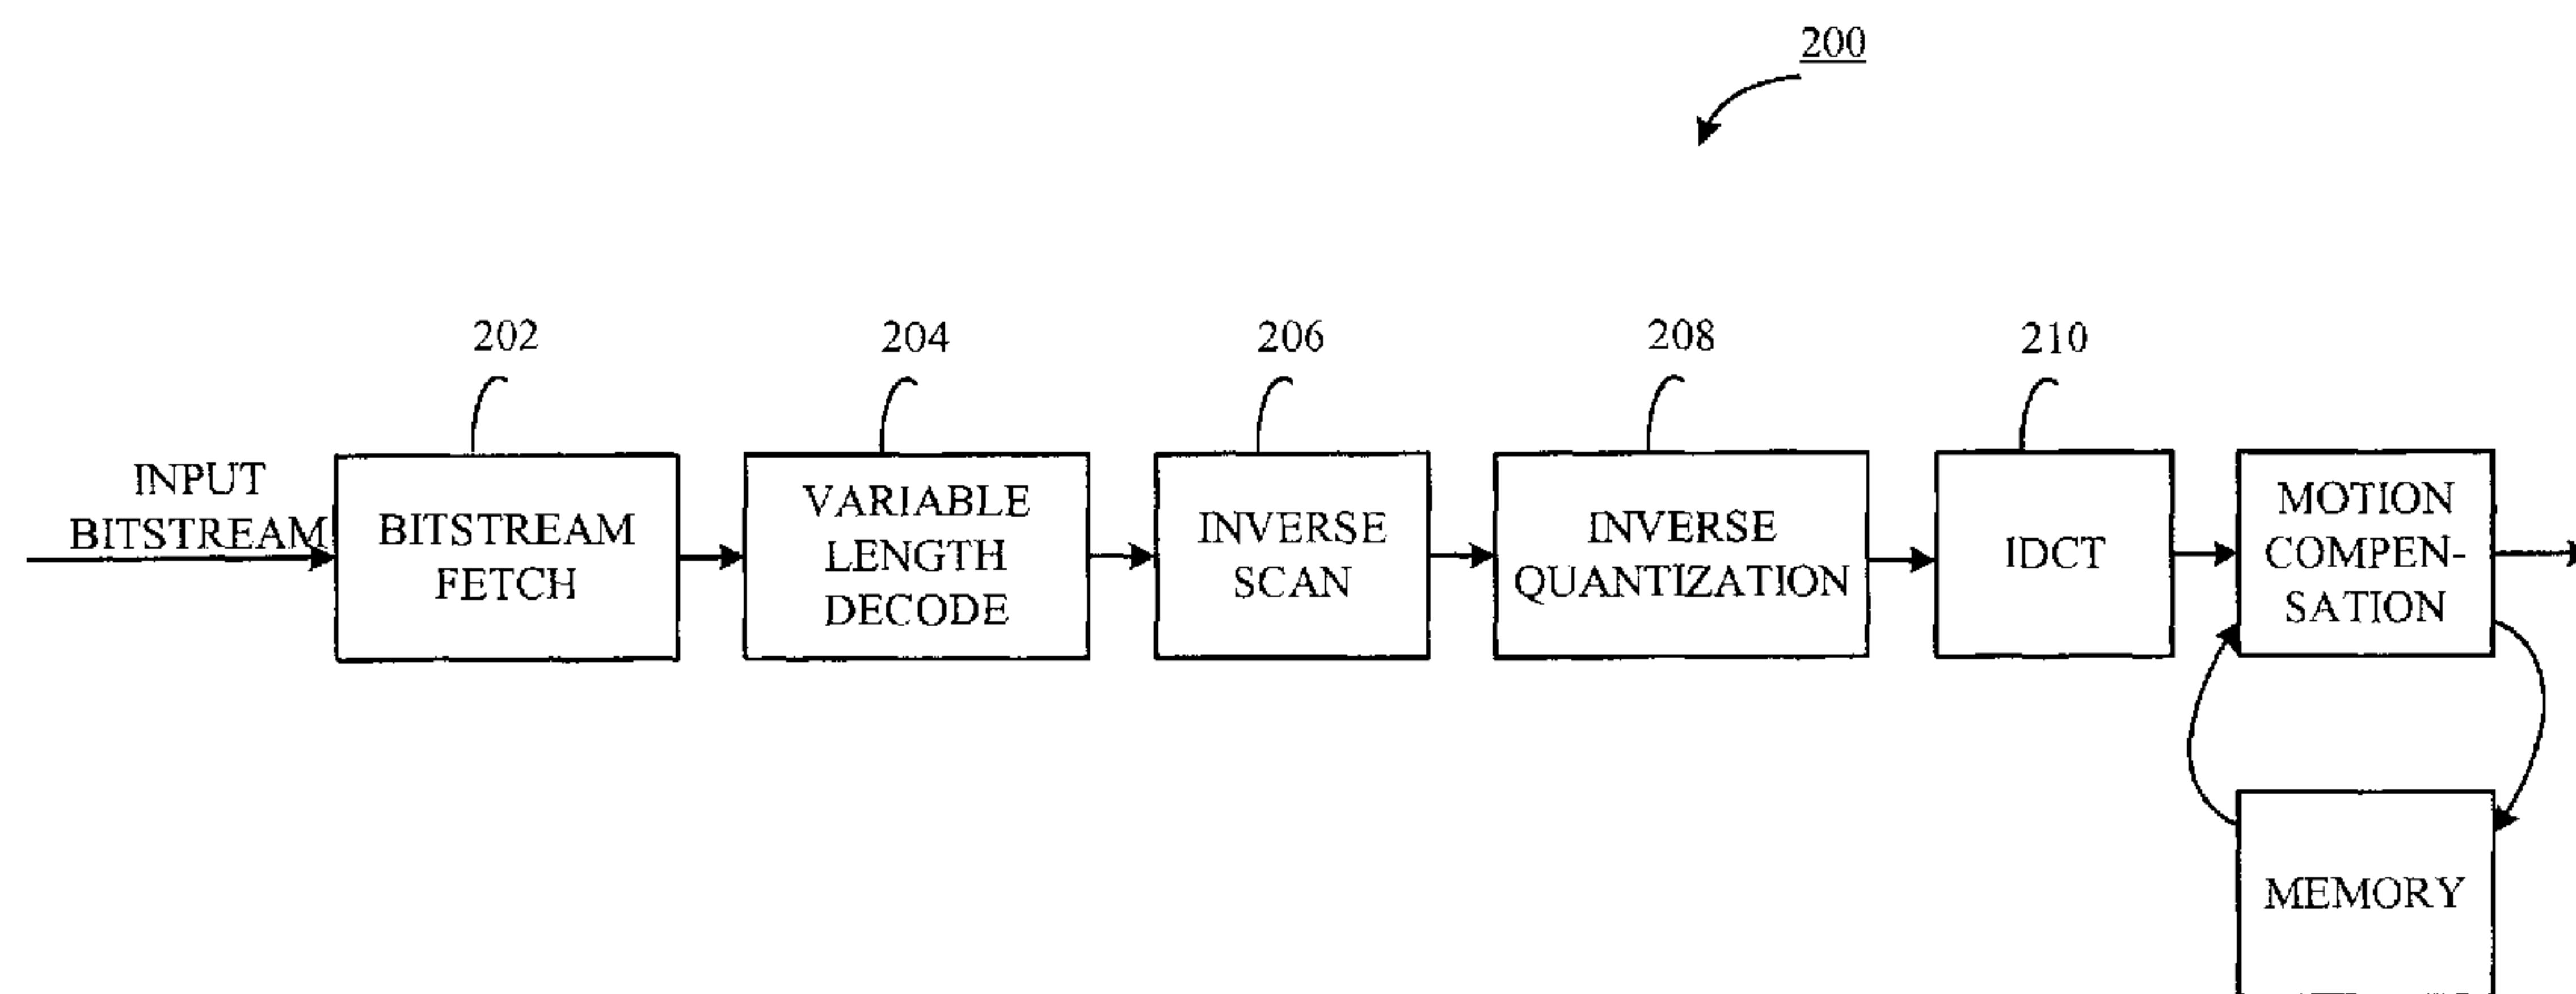 200
202
204
206
208
210
INPUT
BITSTREAM
BITSTREAM
FETCH
VARIABLE
LENGTH
DECODE
INVERSE
SCAN
INVERSE
QUANTIZATION
IDCT
MOTION
COMPEN-
SATION
MEMORY